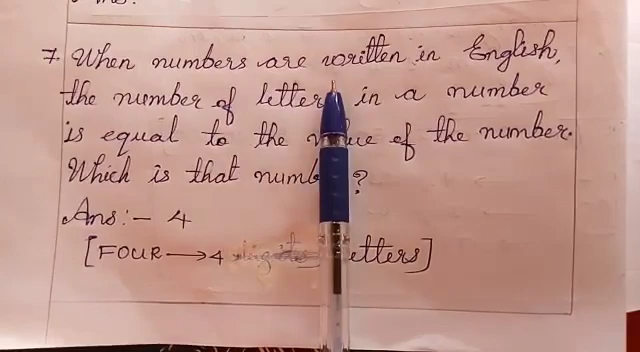 7. When numbers are written in English,
the number of letter in a number
is equal to the of the number.
Which is that ?
Ans:- 4
[FOUR → 4 etters]